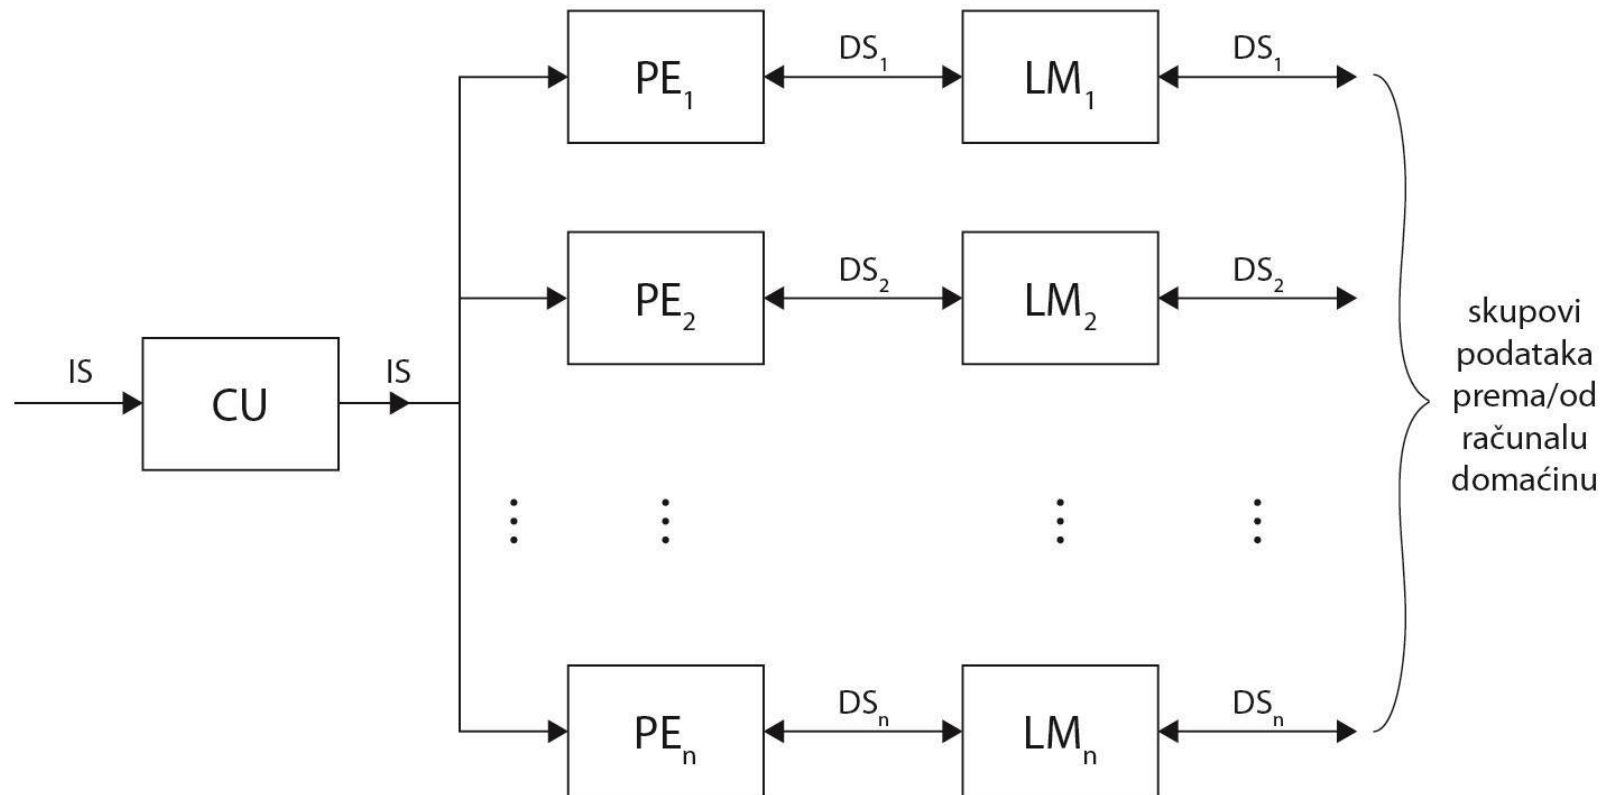 PE1
DS1
LM1
DS1
PE2
DS2
LM2
DS2
IS
CU
IS
skupovi
podataka
prema/od
računalu
domaćinu
PEn
DSn
LMn
DSn